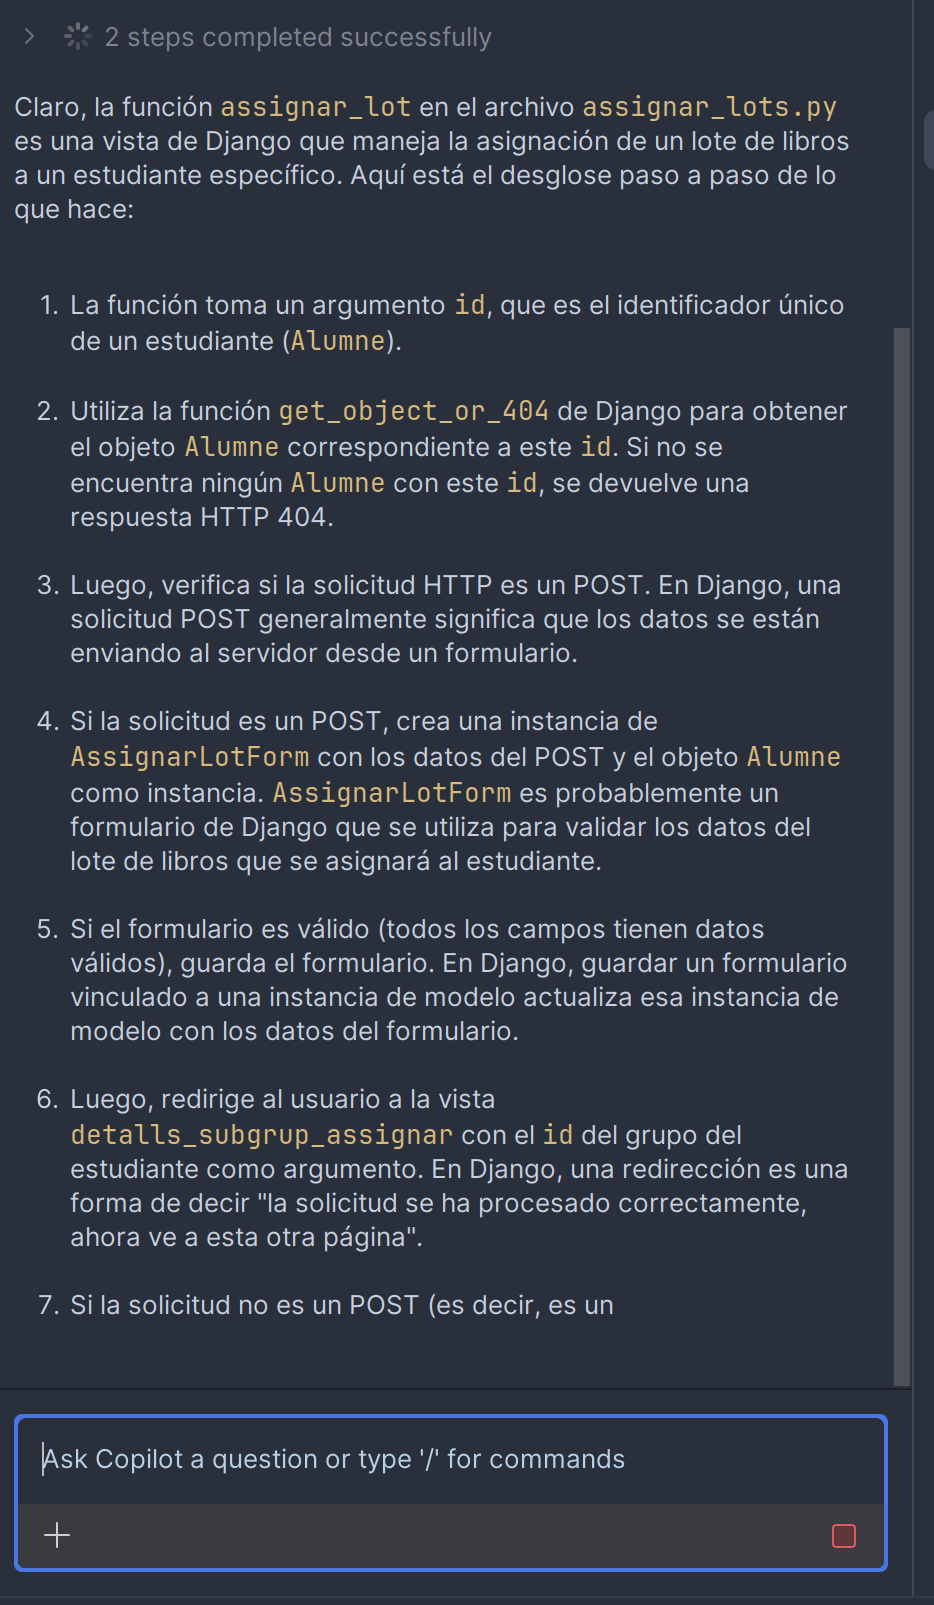 2 steps completed successfully
Claro, la función assignar_lot en el archivo assignar_lots.py
es una vista de Django que maneja la asignación de un lote de libros
a un estudiante específico. Aquí está el desglose paso a paso de lo
que hace:
1. La función toma un argumento id, que es el identificador único
de un estudiante (Alumne).
2. Utiliza la función get_object_or_404 de Django para obtener
el objeto Alumne correspondiente a este id. Si no se
encuentra ningún Alumne con este id, se devuelve una
respuesta HTTP 404.
3. Luego, verifica si la solicitud HTTP es un POST. En Django, una
solicitud POST generalmente significa que los datos se están
enviando al servidor desde un formulario.
4. Si la solicitud es un POST, crea una instancia de
AssignarLotForm con los datos del POST y el objeto Alumne
como instancia. AssignarLotForm es probablemente un
formulario de Django que se utiliza para validar los datos del
lote de libros que se asignará al estudiante.
5. Si el formulario es válido (todos los campos tienen datos
válidos), guarda el formulario. En Django, guardar un formulario
vinculado a una instancia de modelo actualiza esa instancia de
modelo con los datos del formulario.
6. Luego, redirige al usuario a la vista
detalls_subgrup_assignar con el id del grupo del
estudiante como argumento. En Django, una redirección es una
forma de decir "la solicitud se ha procesado correctamente,
ahora ve a esta otra página".
7. Si la solicitud no es un POST (es decir, es un
Ask Copilot a question or type '/' for commands